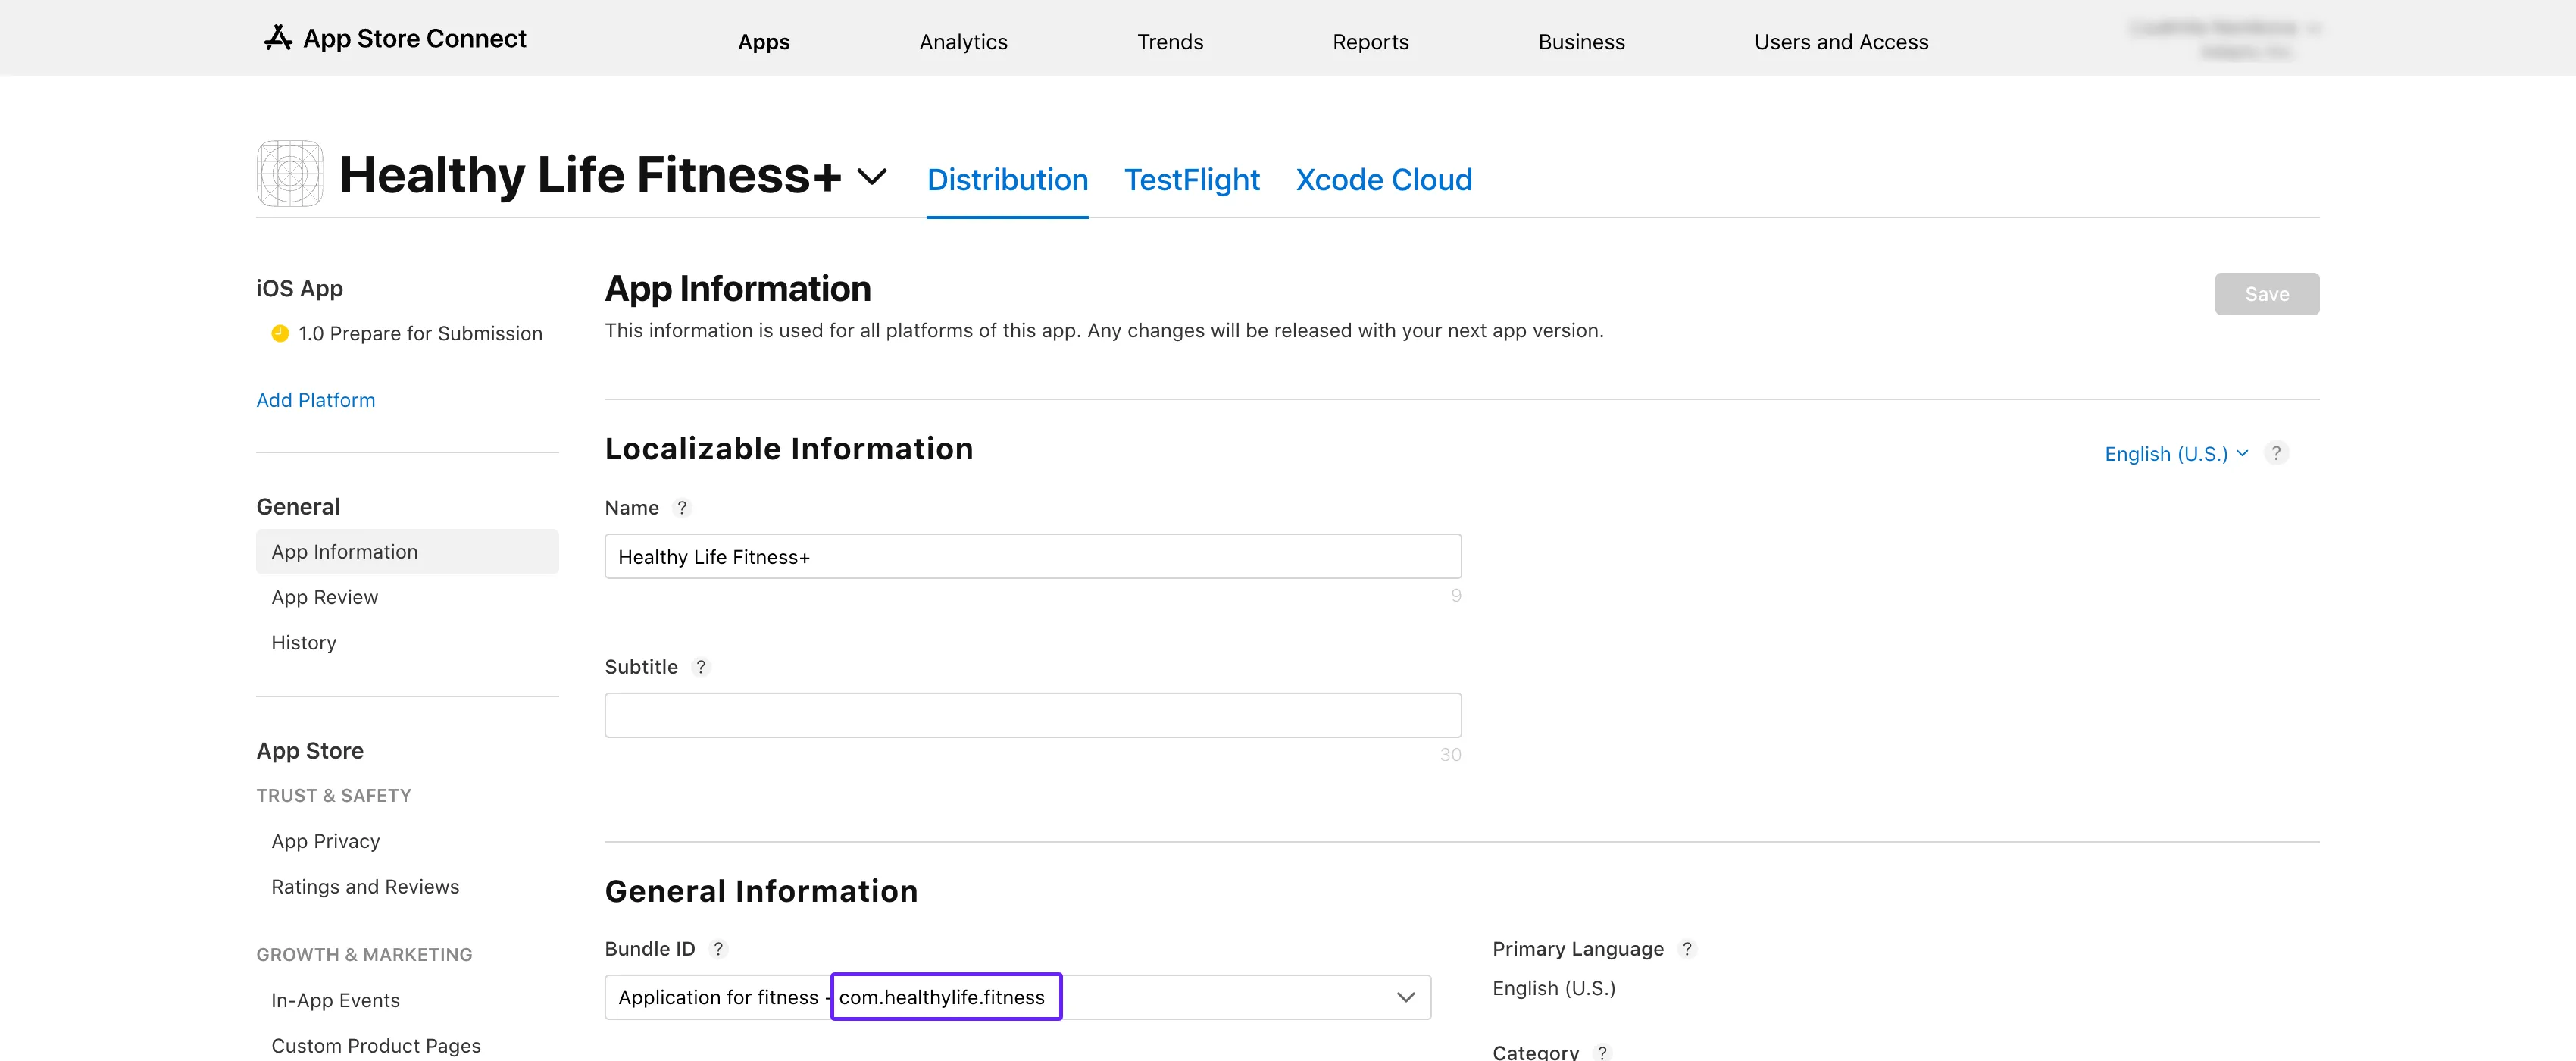 App Store Connect
Apps
Analytics
Trends
Reports
Business
Users and Access
Healthy Life Fitness+
Distribution
TestFlight
Xcode Cloud
iOS App
1.0 Prepare for Submission
Add Platform
General
App Information
App Review
History
App Store
TRUST & SAFETY
App Privacy
Ratings and Reviews
GROWTH & MARKETING
In-App Events
Custom Product Pages
App Information
Save
This information is used for all platforms of this app. Any changes will be released with your next app version.
Localizable Information
English (U.S.)
?
Name ?
Healthy Life Fitness+
9
Subtitle ?
30
General Information
Bundle ID ?
Application for fitness - com.healthylife.fitness
Primary Language ?
English (U.S.)
Category ?